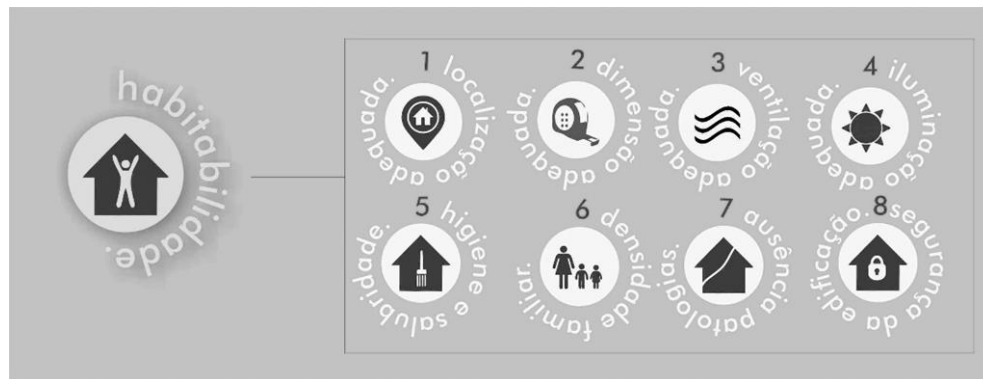 habitabilidade.
1 localização adequada.
2 dimensão adequada.
3 ventilação adequada.
4 iluminação adequada.
5 higiene e salubridade.
6 densidade familiar.
7 ausência patologias.
8 segurança da edificação.